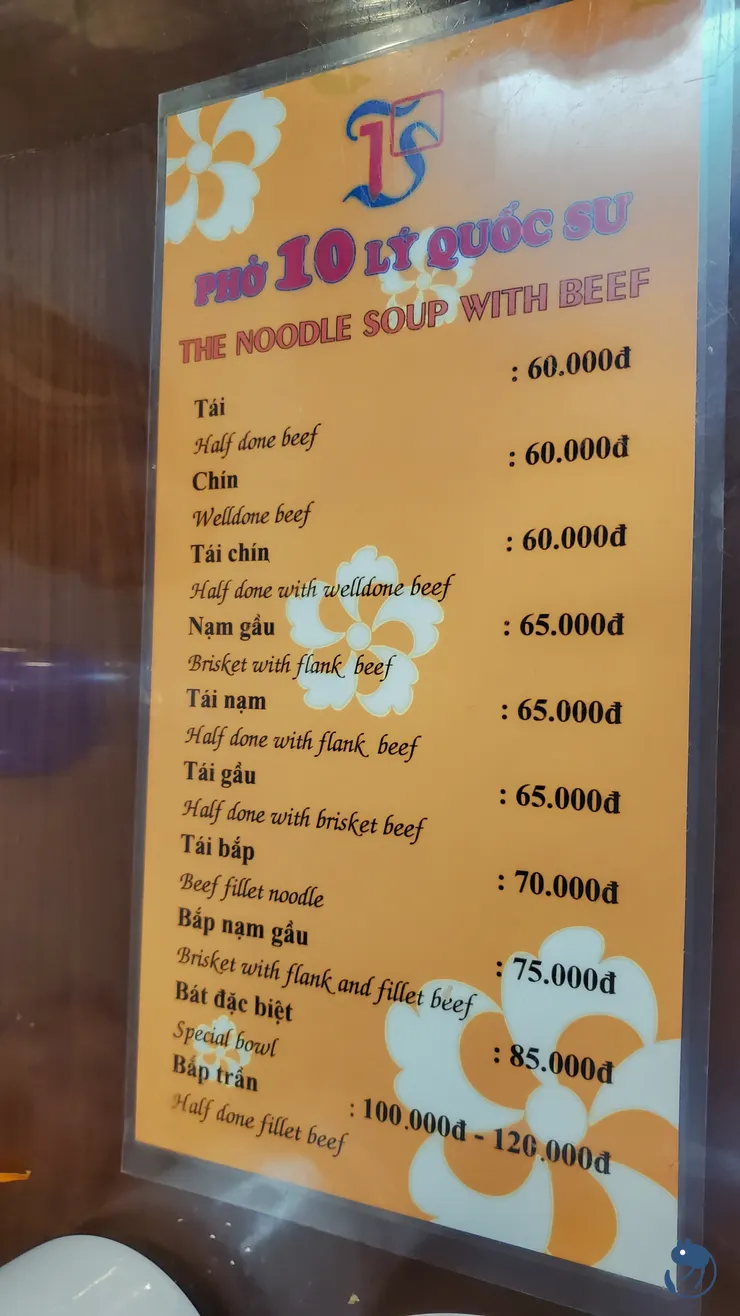 PHỞ 10 LÝ QUỐC SƯ
THE NOODLE SOUP WITH BEEF
Tái : 60.000đ
Half done beef
Chín : 60.000đ
Welldone beef
Tái chín : 60.000đ
Half done with welldone beef
Nạm gầu : 65.000đ
Brisket with flank beef
Tái nạm : 65.000đ
Half done with flank beef
Tái gầu : 65.000đ
Half done with brisket beef
Tái bắp : 70.000đ
Beef fillet noodle
Bắp nạm gầu : 75.000đ
Brisket with flank and fillet beef
Bát đặc biệt : 85.000đ
Special bowl
Bắp trần : 100.000đ - 120.000đ
Half done fillet beef